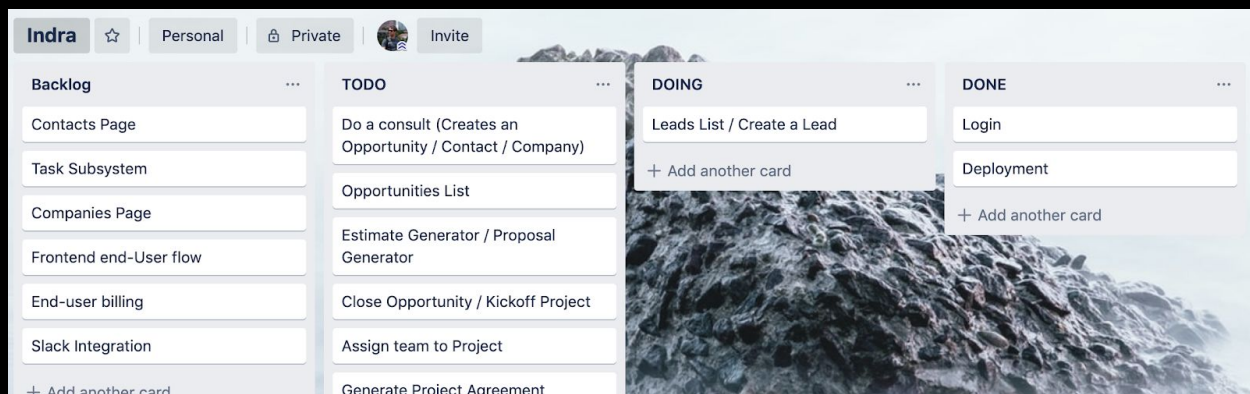 Indra
Personal
Private
Invite
Backlog
Contacts Page
Task Subsystem
Companies Page
Frontend end-User flow
End-user billing
Slack Integration
+ Add another card
TODO
Do a consult (Creates an
Opportunity / Contact / Company)
Opportunities List
Estimate Generator / Proposal
Generator
Close Opportunity / Kickoff Project
Assign team to Project
Generate Project Agreement
DOING
Leads List / Create a Lead
+ Add another card
DONE
Login
Deployment
+ Add another card